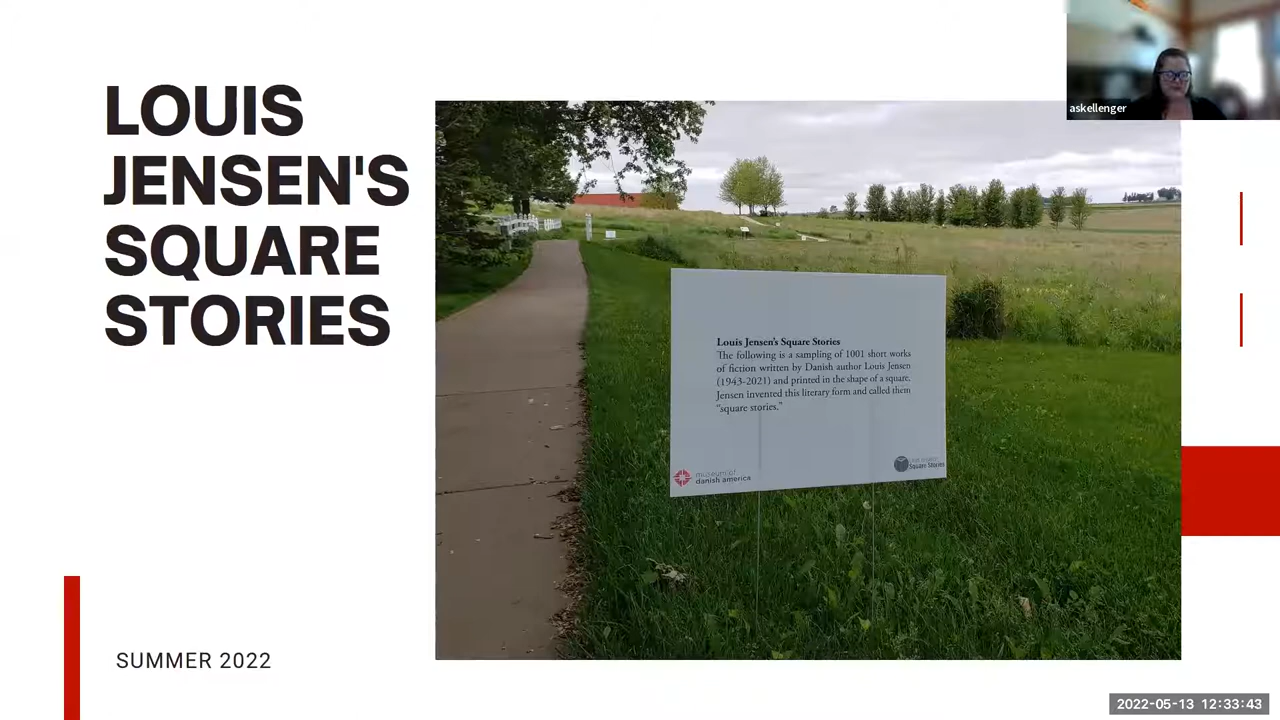 LOUIS
JENSEN'S
SQUARE
STORIES
askellenger
Louis Jensen's Square Stories
The following is a sampling of 1001 short works
of fiction written by Danish author Louis Jensen
(1943-2021) and printed in the shape of a square.
Jensen invented this literary form and called them
"square stories."
museum of
danish america
Square Stories
SUMMER 2022
2022-05-13 12:33:43